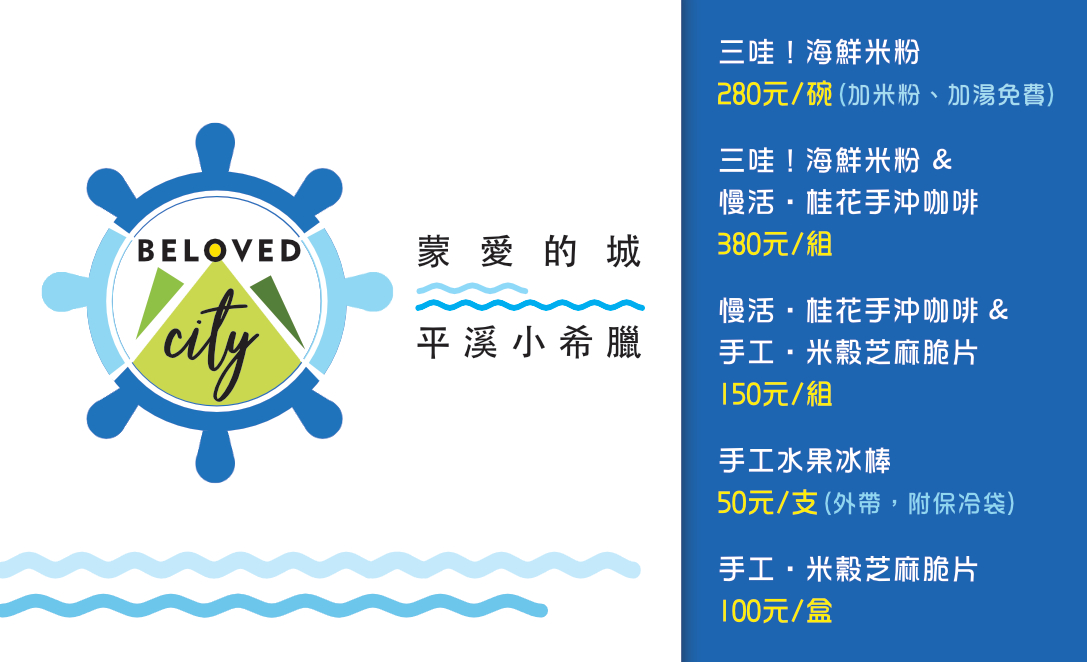 BELOVED
city
蒙愛的城
平溪小希臘
三哇！海鮮米粉
280元/碗(加米粉、加湯免費)
三哇！海鮮米粉 &
慢活·桂花手沖咖啡
380元/組
慢活·桂花手沖咖啡 &
手工·米穀芝麻脆片
150元/組
手工水果冰棒
50元/支(外帶，附保冷袋)
手工·米穀芝麻脆片
100元/盒